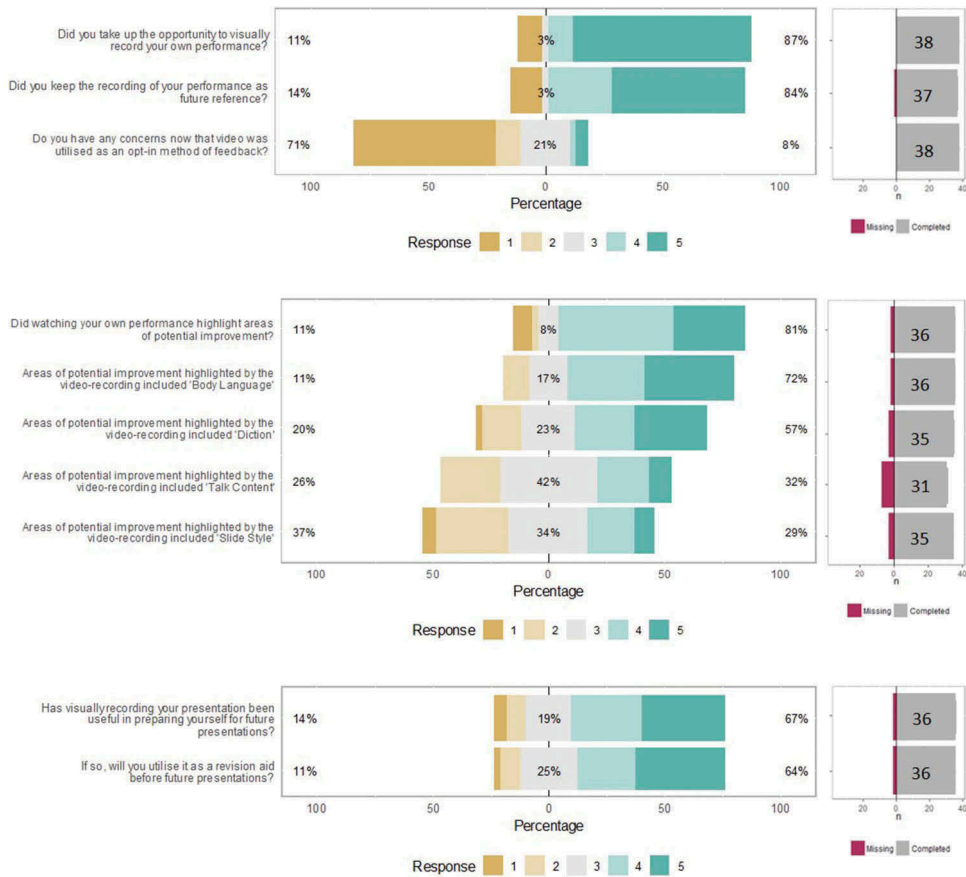 Did you take up the opportunity to visually
record your own performance?
11%
3%
87%
38
Did you keep the recording of your performance as
future reference?
14%
3%
84%
37
Do you have any concerns now that video was
utilised as an opt-in method of feedback?
71%
21%
8%
38
100 50 0 50 100
Percentage
20 0 20 40
n
Response 1 2 3 4 5
Missing Completed
Did watching your own performance highlight areas
of potential improvement?
11%
8%
81%
36
Areas of potential improvement highlighted by the
video-recording included 'Body Language'
11%
17%
72%
36
Areas of potential improvement highlighted by the
video-recording included 'Diction'
20%
23%
57%
35
Areas of potential improvement highlighted by the
video-recording included 'Talk Content'
26%
42%
32%
31
Areas of potential improvement highlighted by the
video-recording included 'Slide Style'
37%
34%
29%
35
100 50 0 50 100
Percentage
20 0 20 40
n
Response 1 2 3 4 5
Missing Completed
Has visually recording your presentation been
useful in preparing yourself for future
presentations?
14%
19%
67%
36
If so, will you utilise it as a revision aid
before future presentations?
11%
25%
64%
36
100 50 0 50 100
Percentage
20 0 20 40
n
Response 1 2 3 4 5
Missing Completed